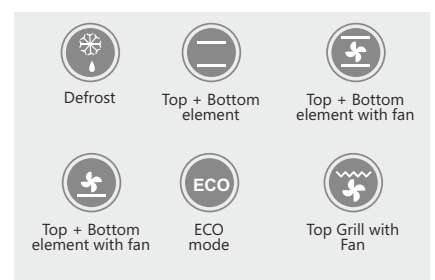 Defrost
Top + Bottom
element
Top + Bottom
element with fan
ECO
Top + Bottom
element with fan
ECO
mode
Top Grill with
Fan